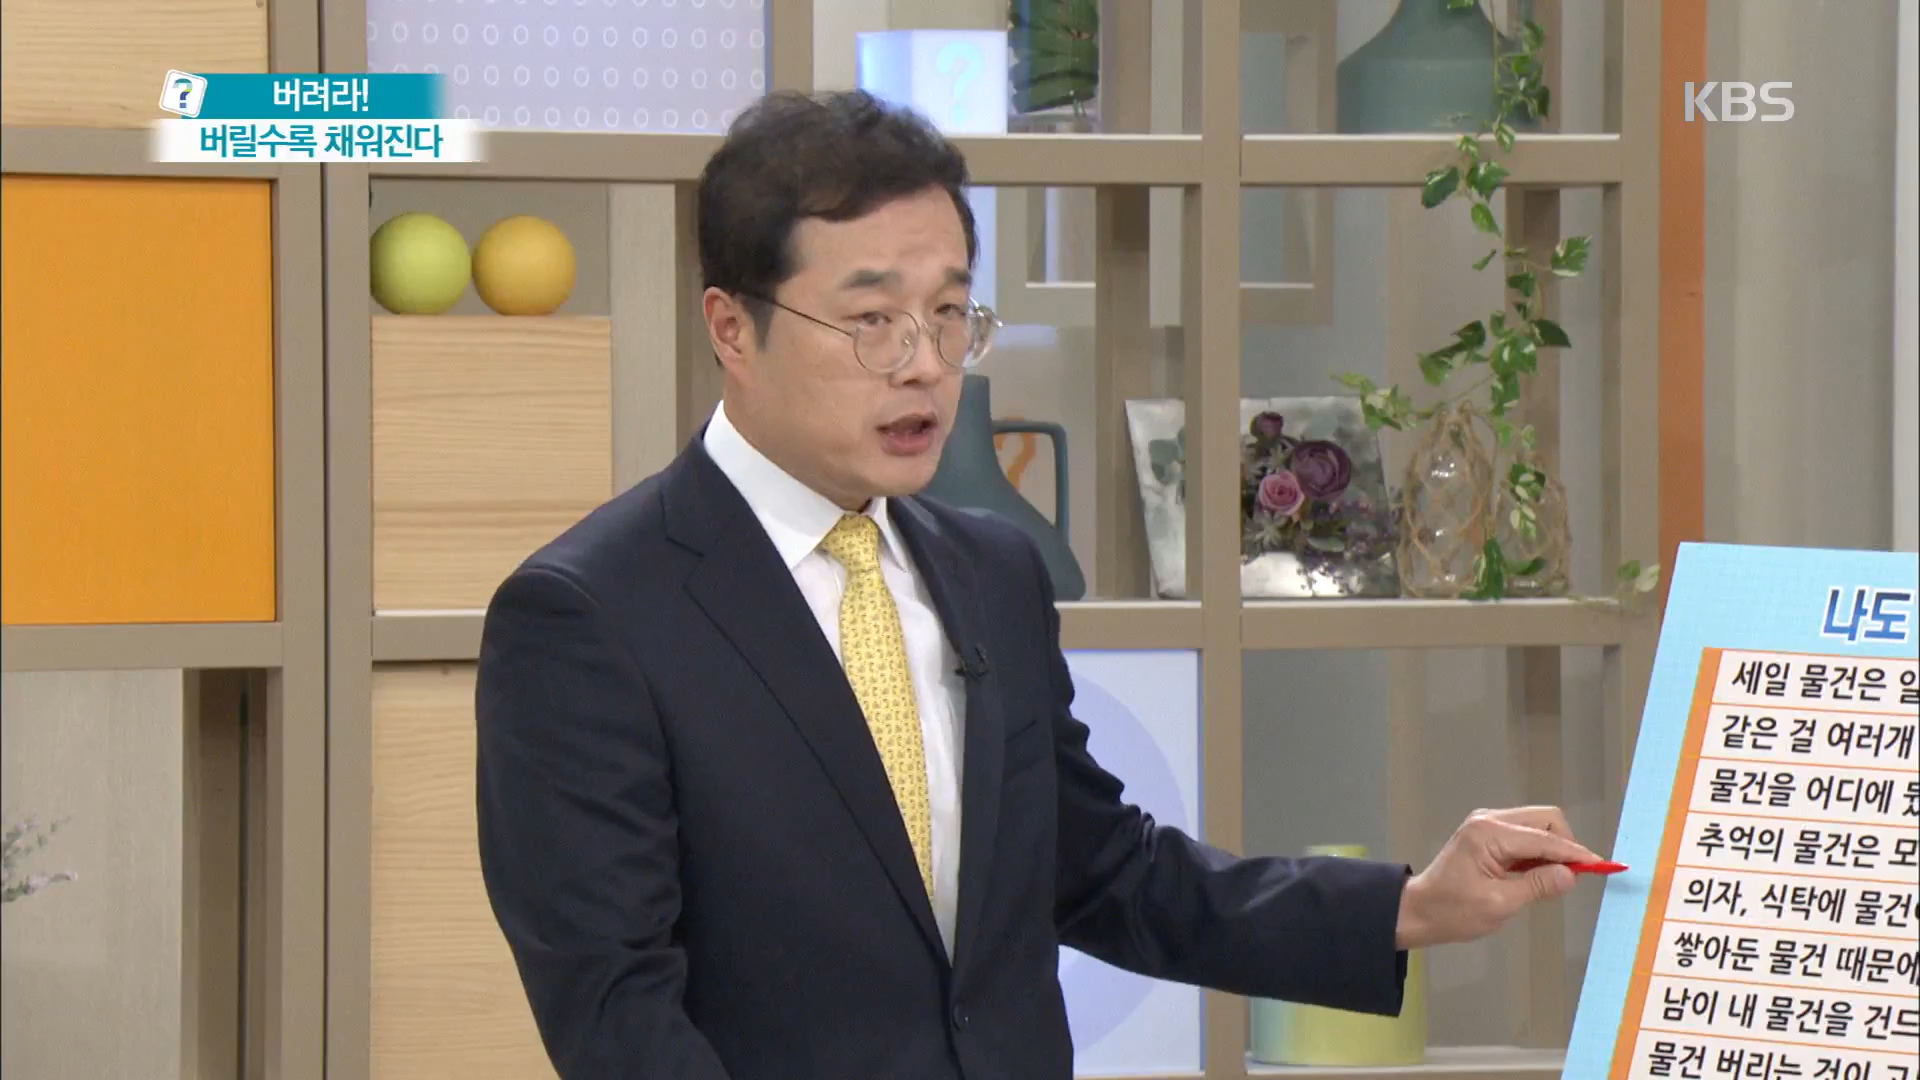 ?
버려라!
버릴수록 채워진다
KBS
?
?
나도
세일 물건은
같은 걸 여러개
물건을 어디에
추억의 물건은
의자, 식탁에
쌓아둔 물건 때문에
남이 내 물건을
물건 버리는 것이